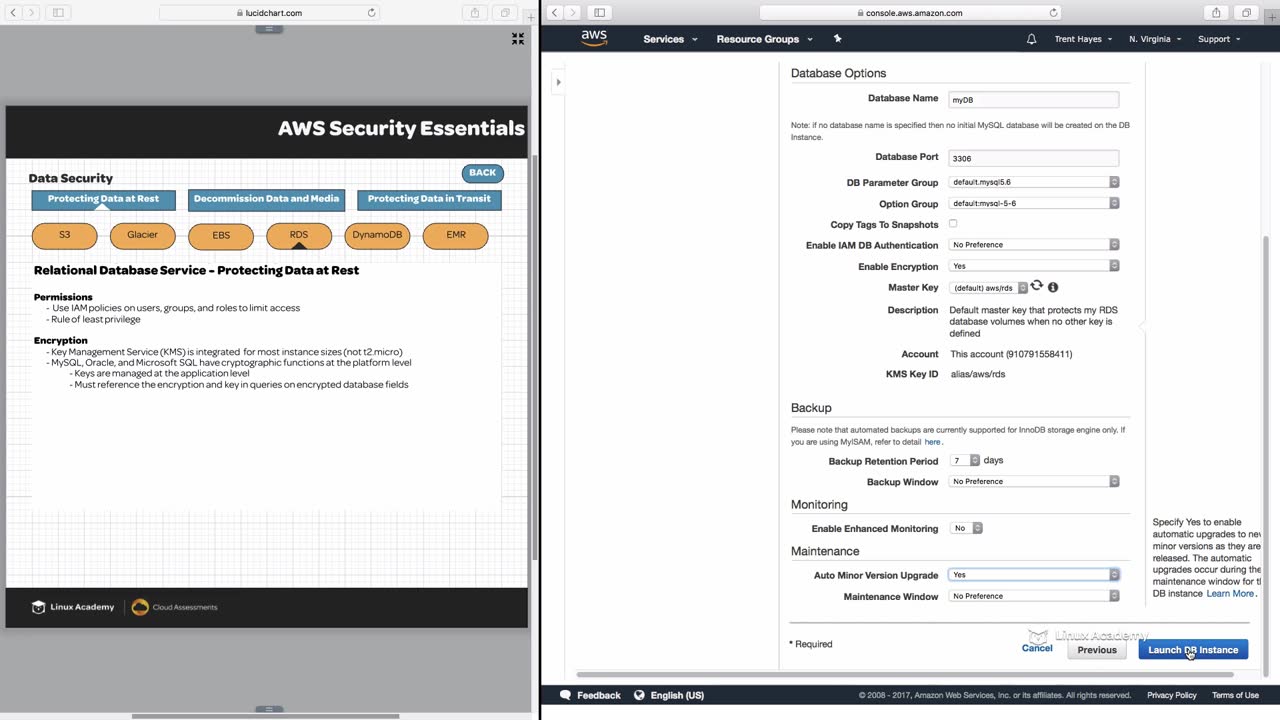 lucidchart.com
AWS Security Essentials
Data Security
BACK
Protecting Data at Rest
Decommission Data and Media
Protecting Data in Transit
S3
Glacier
EBS
RDS
DynamoDB
EMR
Relational Database Service - Protecting Data at Rest
Permissions
- Use IAM policies on users, groups, and roles to limit access
- Rule of least privilege
Encryption
- Key Management Service (KMS) is integrated for most instance sizes (not t2.micro)
- MySQL, Oracle, and Microsoft SQL have cryptographic functions at the platform level
- Keys are managed at the application level
- Must reference the encryption and key in queries on encrypted database fields
Linux Academy
Cloud Assessments
console.aws.amazon.com
aws
Services
Resource Groups
Trent Hayes
N. Virginia
Support
Database Options
Database Name myDB
Note: if no database name is specified then no initial MySQL database will be created on the DB
Instance.
Database Port 3306
DB Parameter Group default.mysql5.6
Option Group default:mysql-5-6
Copy Tags To Snapshots
Enable IAM DB Authentication No Preference
Enable Encryption Yes
Master Key (default) aws/rds
Description Default master key that protects my RDS
database volumes when no other key is
defined
Account This account (910791558411)
KMS Key ID alias/aws/rds
Backup
Please note that automated backups are currently supported for InnoDB storage engine only. If
you are using MyISAM, refer to detail here.
Backup Retention Period 7 days
Backup Window No Preference
Monitoring
Enable Enhanced Monitoring No
Maintenance
Auto Minor Version Upgrade Yes
Maintenance Window No Preference
Specify Yes to enable
automatic upgrades to new
minor versions as they are
released. The automatic
upgrades occur during the
maintenance window for
DB instance Learn More.
* Required
Linux Academy
Cancel
Previous
Launch DB Instance
Feedback
English (US)
© 2008 - 2017, Amazon Web Services, Inc. or its affiliates. All rights reserved.
Privacy Policy
Terms of Use